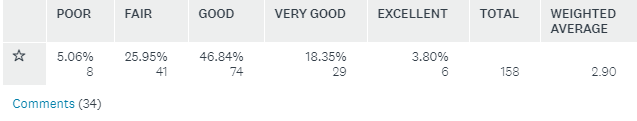 POOR FAIR GOOD VERY GOOD EXCELLENT TOTAL WEIGHTED
AVERAGE
5.06% 25.95% 46.84% 18.35% 3.80%
8 41 74 29 6 158 2.90
Comments (34)